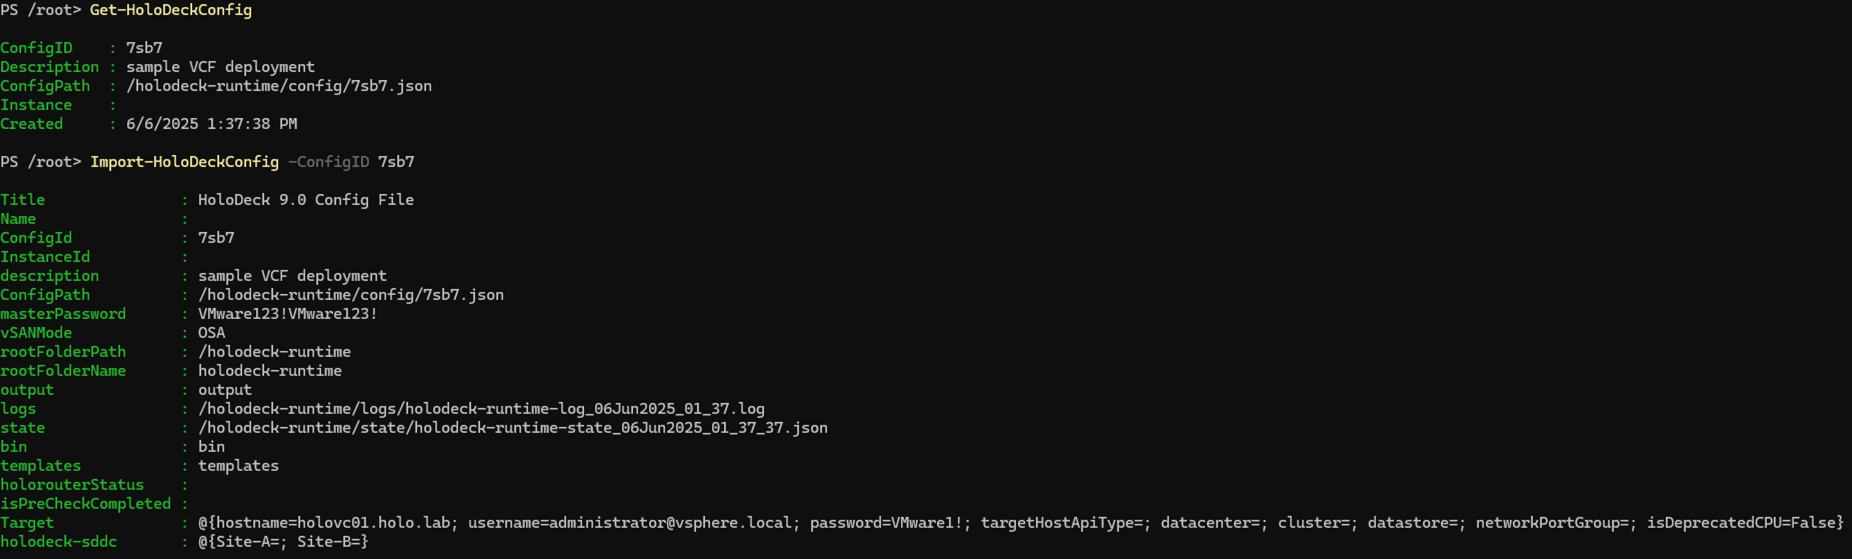 PS /root> Get-HoloDeckConfig
ConfigID    : 7sb7
Description : sample VCF deployment
ConfigPath  : /holodeck-runtime/config/7sb7.json
Instance    :
Created     : 6/6/2025 1:37:38 PM
PS /root> Import-HoloDeckConfig -ConfigID 7sb7
Title               : HoloDeck 9.0 Config File
Name                :
ConfigId            : 7sb7
InstanceId          :
description         : sample VCF deployment
ConfigPath          : /holodeck-runtime/config/7sb7.json
masterPassword      : VMware123!VMware123!
vSANMode            : OSA
rootFolderPath      : /holodeck-runtime
rootFolderName      : holodeck-runtime
output              : output
logs                : /holodeck-runtime/logs/holodeck-runtime-log_06Jun2025_01_37.log
state               : /holodeck-runtime/state/holodeck-runtime-state_06Jun2025_01_37_37.json
bin                 : bin
templates           : templates
holorouterStatus    :
isPreCheckCompleted :
Target              : @{hostname=holovc01.holo.lab; username=administrator@vsphere.local; password=VMware1!; targetHostApiType=; datacenter=; cluster=; datastore=; networkPortGroup=; isDeprecatedCPU=False}
holodeck-sddc       : @{Site-A=; Site-B=}